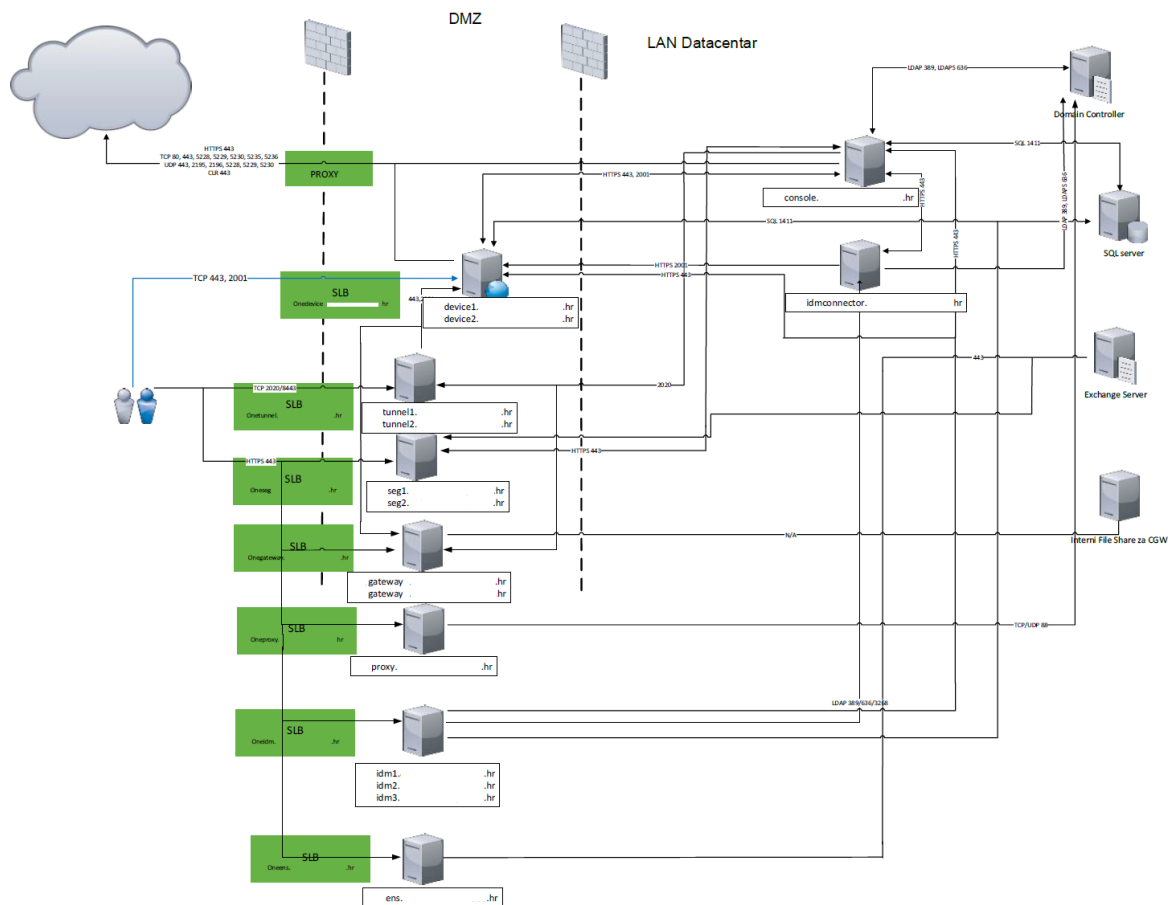 DMZ
LAN Datacentar
LDAP 389, LDAPS 636
Domain Controller
HTTPS 443
TCP 80, 443, 5228, 5229, 5230, 5235, 5236
UDP 443, 2195, 2196, 5228, 5229, 5230
CLR 443
PROXY
SQL 1411
HTTPS 443, 2001
HTTPS 443
LDAP 389, LDAPS 636
console. .hr
SQL 1411
SQL server
HTTPS 443
TCP 443, 2001
HTTPS 2001
HTTPS 443
SLB
Onedevice hr
443,2
device1. .hr
device2. .hr
idmconnector. hr
443
Exchange Server
TCP 2020/8443
2020
SLB
Onetunnel. .hr
tunnel1. .hr
tunnel2. .hr
HTTPS 443
HTTPS 443
SLB
Oneseg .hr
seg1. .hr
seg2. .hr
SLB
Onegateway. .hr
N/A
Interni File Share za CGW
gateway . .hr
gateway . .hr
SLB
Oneproxy. hr
TCP/UDP 88
proxy. .hr
LDAP 389/636/3268
SLB
Oneidm. .hr
idm1. .hr
idm2. .hr
idm3. .hr
SLB
Oneens. .hr
ens. .hr